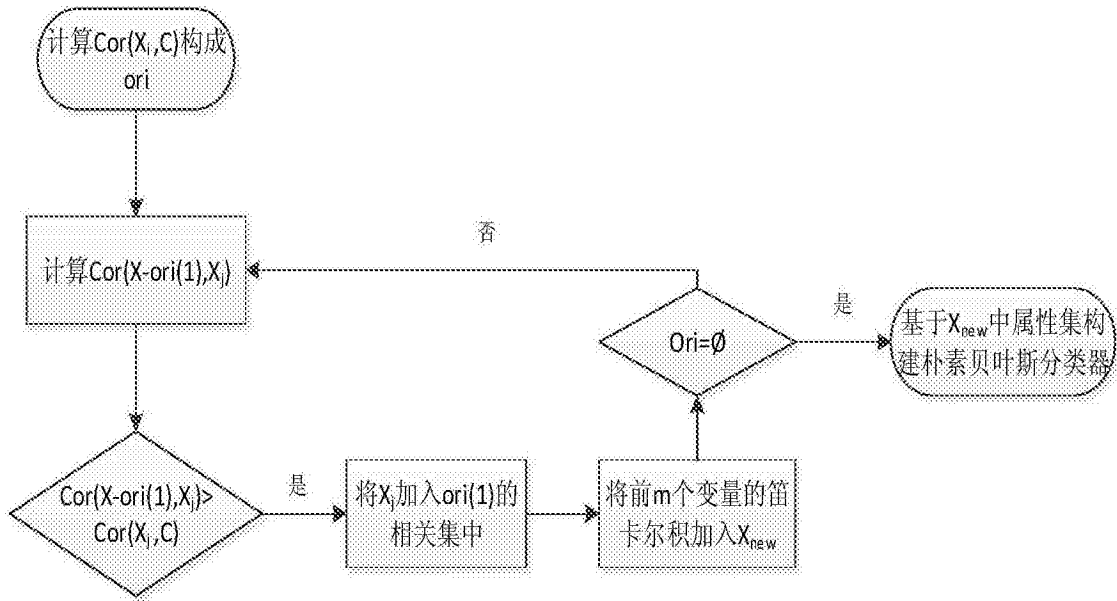 计算Cor(Xᵢ,C)构成
ori
计算Cor(X-ori(1),Xⱼ)
Cor(X-ori(1),Xⱼ)>
Cor(Xⱼ,C)
是
将Xⱼ加入ori(1)的
相关集中
将前m个变量的笛
卡尔积加入Xnew
Ori=Ø
否
是
基于Xnew中属性集构
建朴素贝叶斯分类器